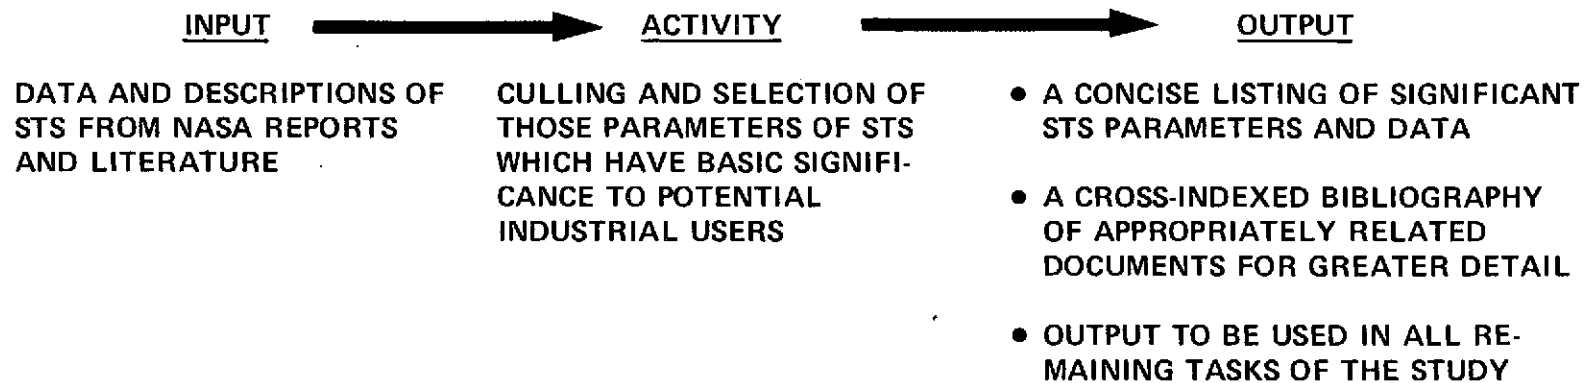 INPUT
ACTIVITY
OUTPUT
DATA AND DESCRIPTIONS OF
STS FROM NASA REPORTS
AND LITERATURE
CULLING AND SELECTION OF
THOSE PARAMETERS OF STS
WHICH HAVE BASIC SIGNIFI-
CANCE TO POTENTIAL
INDUSTRIAL USERS
• A CONCISE LISTING OF SIGNIFICANT
STS PARAMETERS AND DATA
• A CROSS-INDEXED BIBLIOGRAPHY
OF APPROPRIATELY RELATED
DOCUMENTS FOR GREATER DETAIL
• OUTPUT TO BE USED IN ALL RE-
MAINING TASKS OF THE STUDY